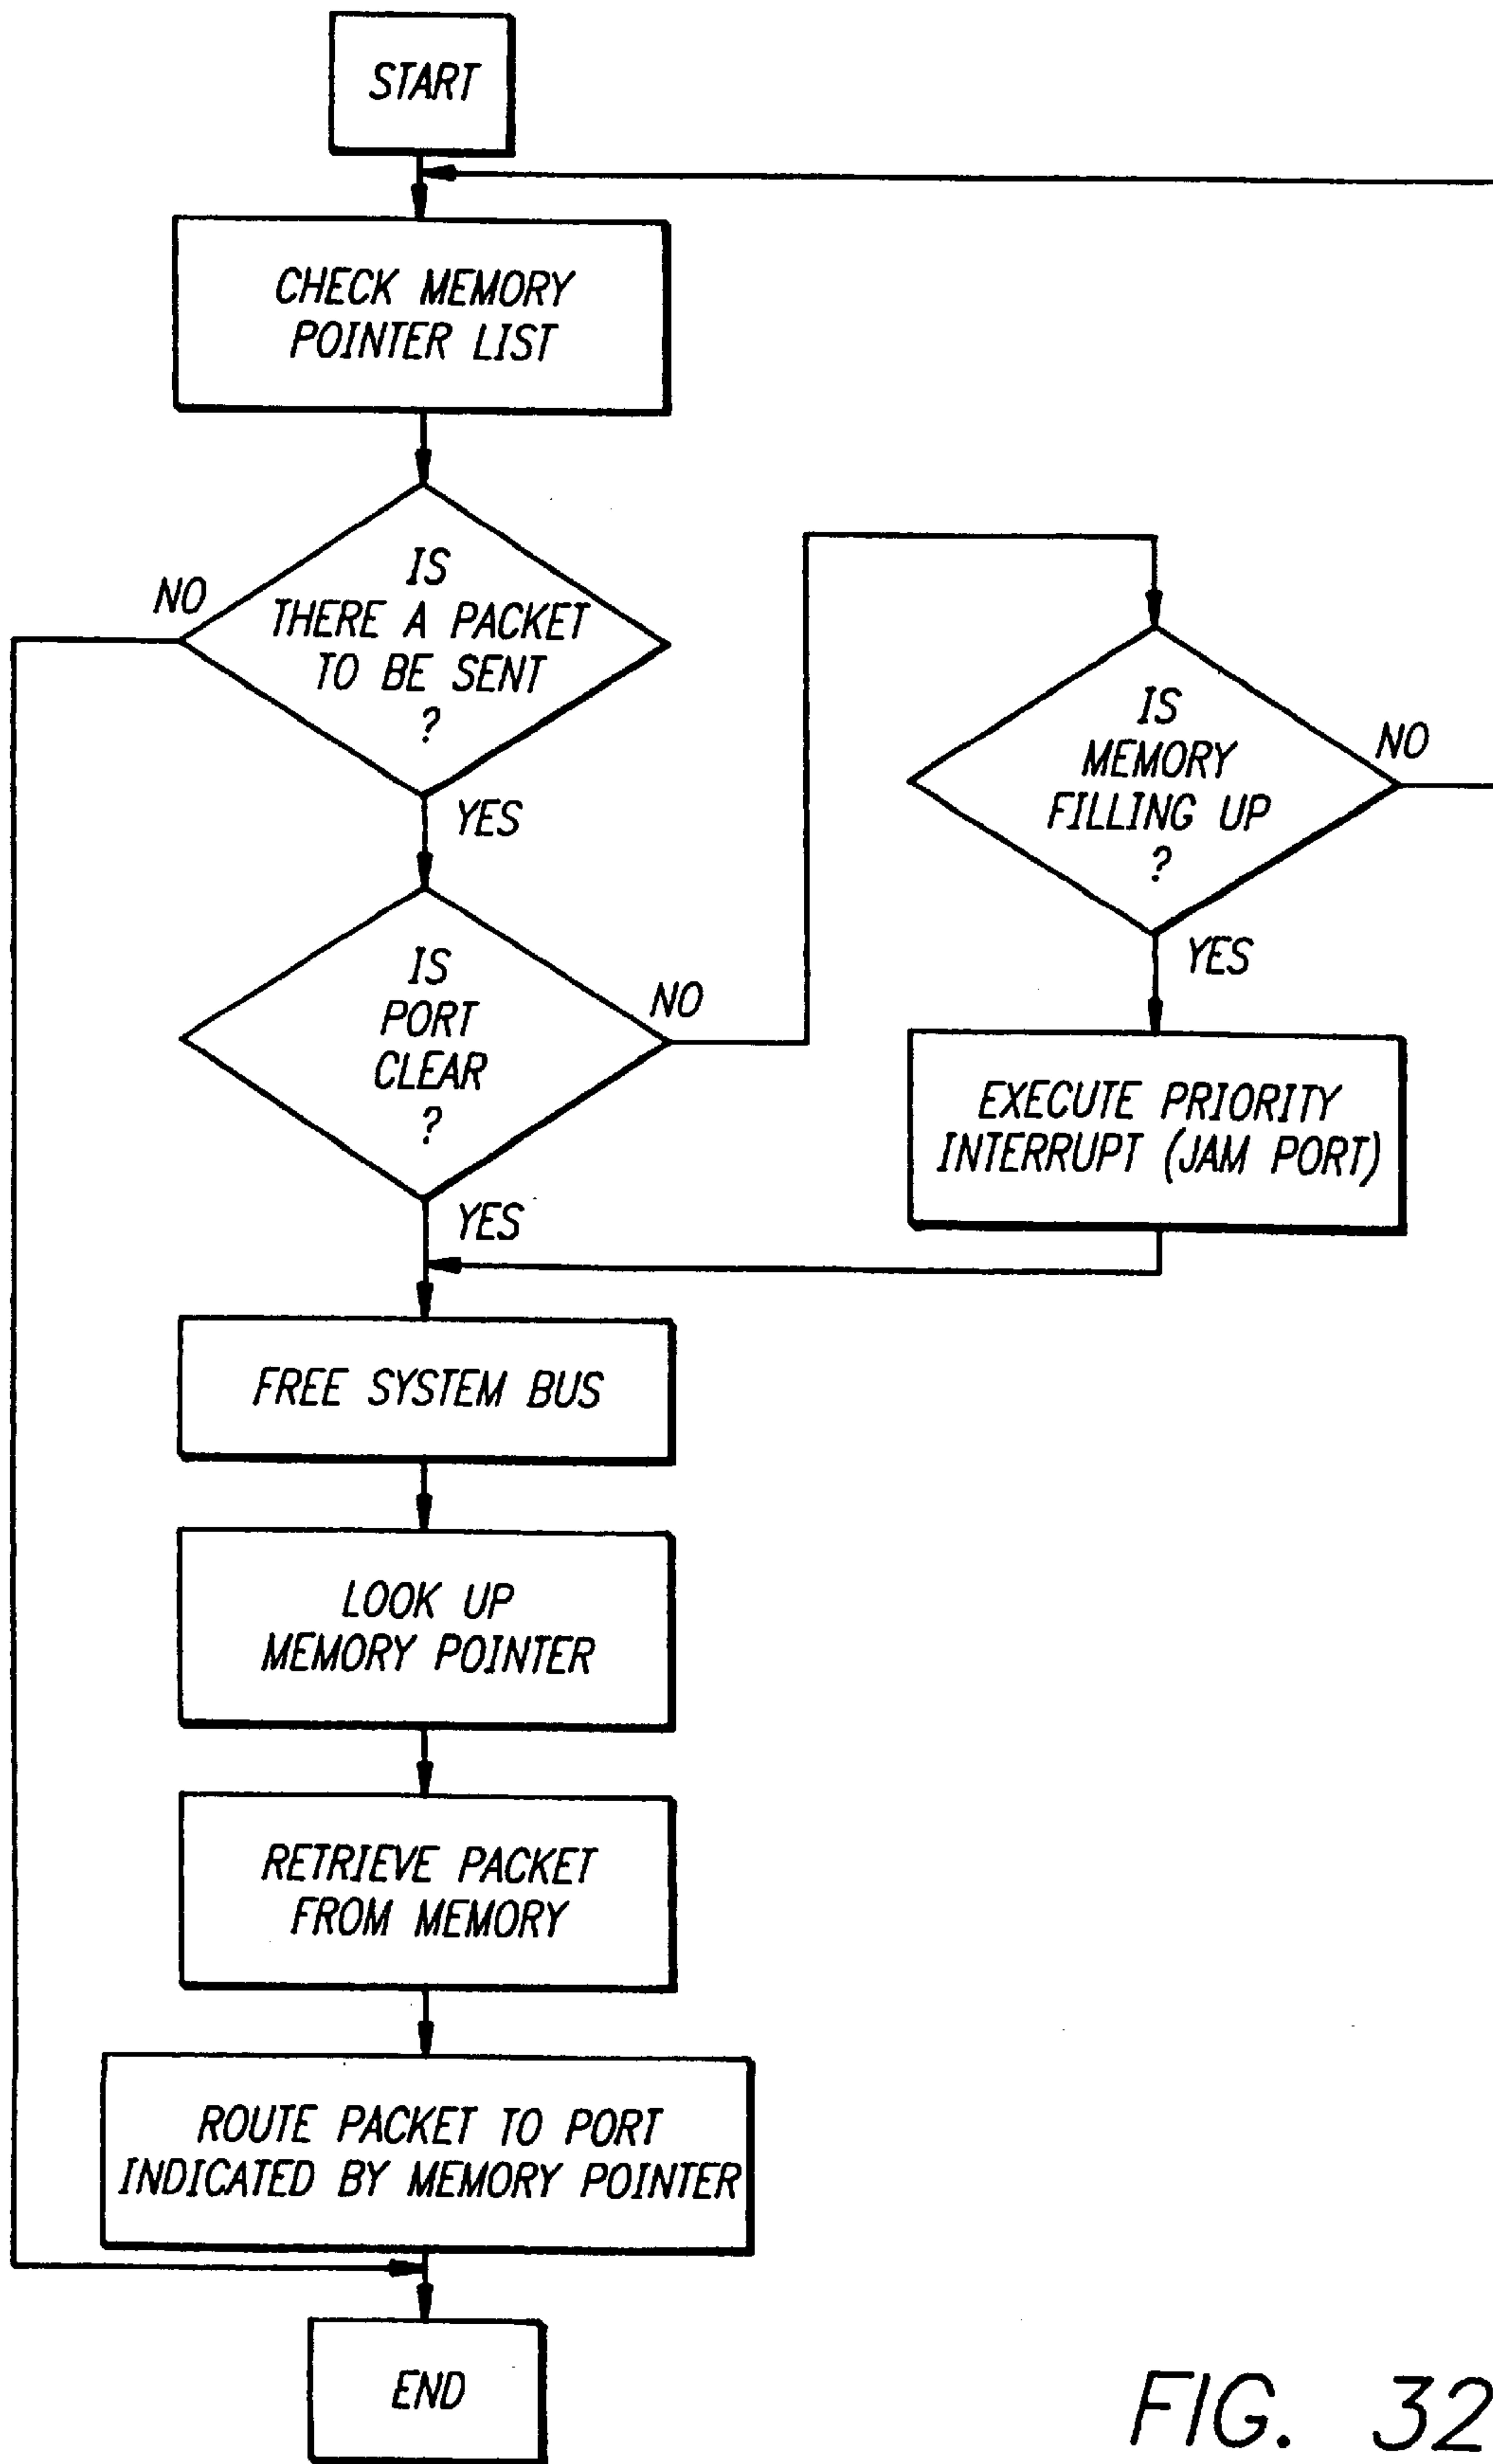 START
CHECK MEMORY
POINTER LIST
IS
THERE A PACKET
TO BE SENT
?
NO
YES
IS
PORT
CLEAR
?
NO
YES
IS
MEMORY
FILLING UP
?
NO
YES
EXECUTE PRIORITY
INTERRUPT (JAM PORT)
FREE SYSTEM BUS
LOOK UP
MEMORY POINTER
RETRIEVE PACKET
FROM MEMORY
ROUTE PACKET TO PORT
INDICATED BY MEMORY POINTER
END
FIG. 32